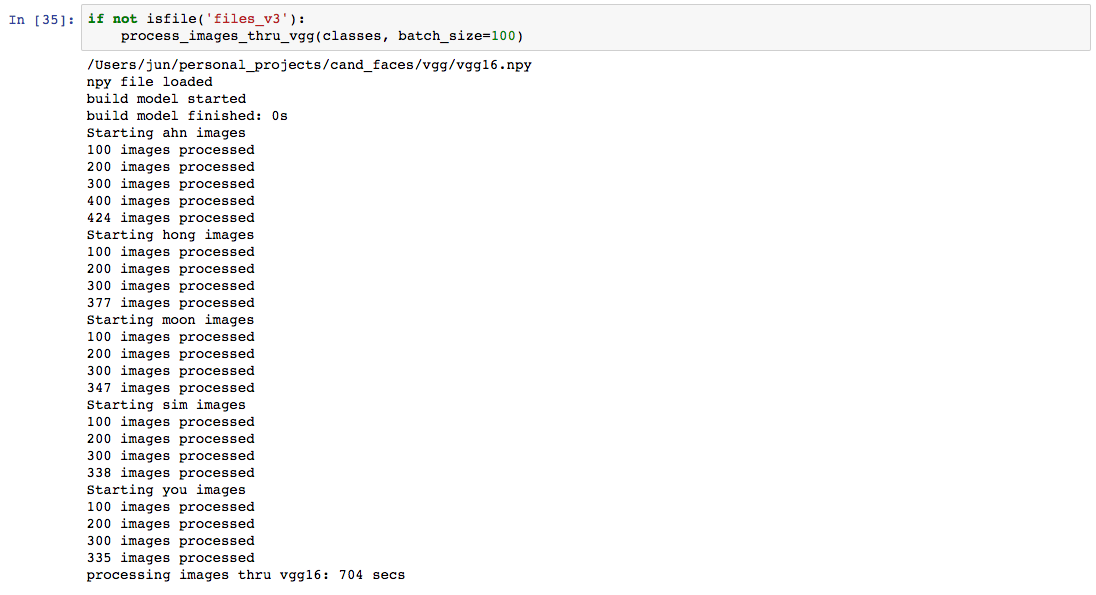 In [35]: if not isfile('files_v3'):
    process_images_thru_vgg(classes, batch_size=100)
/Users/jun/personal_projects/cand_faces/vgg/vgg16.npy
npy file loaded
build model started
build model finished: 0s
Starting ahn images
100 images processed
200 images processed
300 images processed
400 images processed
424 images processed
Starting hong images
100 images processed
200 images processed
300 images processed
377 images processed
Starting moon images
100 images processed
200 images processed
300 images processed
347 images processed
Starting sim images
100 images processed
200 images processed
300 images processed
338 images processed
Starting you images
100 images processed
200 images processed
300 images processed
335 images processed
processing images thru vgg16: 704 secs